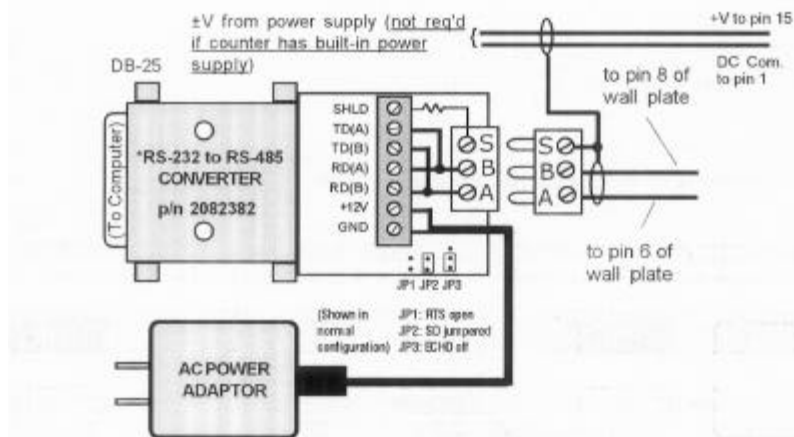 ±V from power supply (not req'd
if counter has built-in power
supply)
{
+V to pin 15
DC Com.
to pin 1
DB-25
to pin 8 of
wall plate
(To Computer)
*RS-232 to RS-485
CONVERTER
p/n 2082382
SHLD
TD(A)
TD(B)
RD(A)
RD(B)
+12V
GND
S
B
A
S
B
A
to pin 6 of
wall plate
JP1 JP2 JP3
(Shown in
normal
configuration)
JP1: RTS open
JP2: SD jumpered
JP3: ECHO off
AC POWER
ADAPTOR